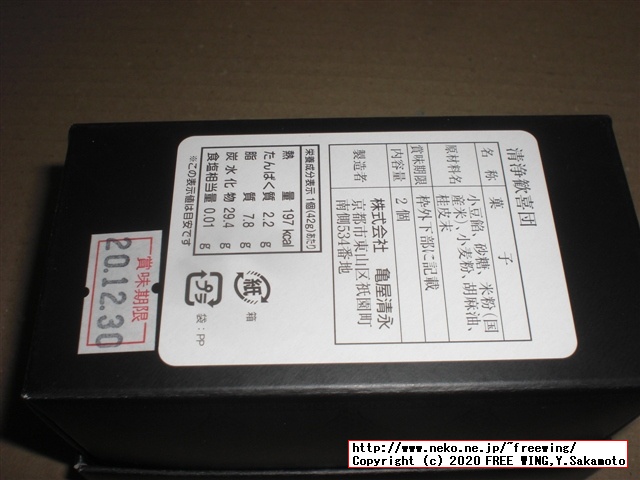 清浄歓喜団
名称 菓子
原材料名 小豆餡、砂糖、米粉(国
産米)、小麦粉、胡麻油、
桂皮末
賞味期限 枠外下部に記載
内容量 2個
製造者 株式会社 亀屋清永
京都市東山区祇園町
南側534番地
栄養成分表示 1個(42g)あたり
熱量 197 kcal
たんぱく質 2.2 g
脂質 7.8 g
炭水化物 29.4 g
食塩相当量 0.01 g
※この表示値は目安です
紙 箱
プラ 袋:PP
賞味期限
20.12.30
http://www.neko.ne.jp/~freewing/
Copyright (c) 2020 FREE WING,Y.Sakamoto